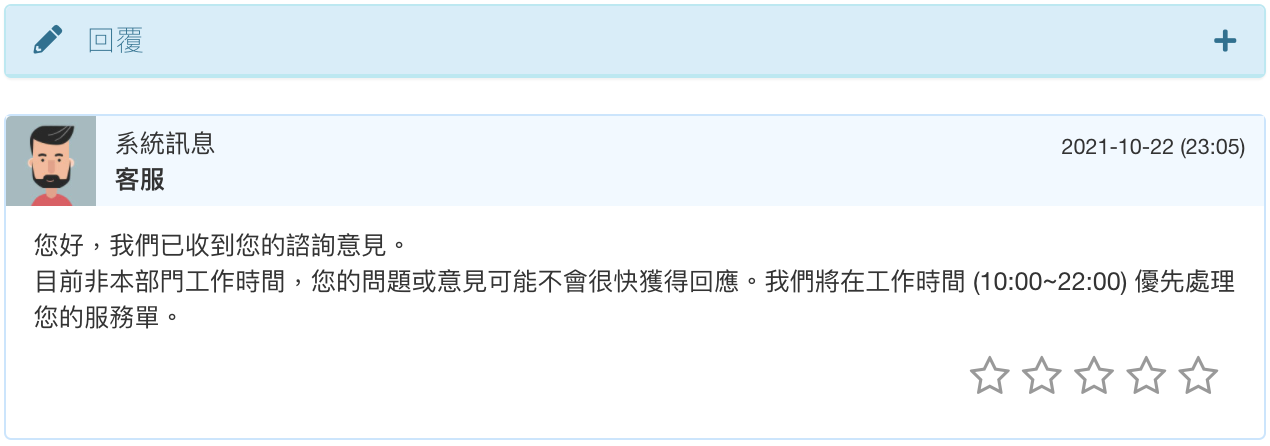 回覆
系統訊息
2021-10-22 (23:05)
客服
您好，我們已收到您的諮詢意見。
目前非本部門工作時間，您的問題或意見可能不會很快獲得回應。我們將在工作時間 (10:00~22:00) 優先處理
您的服務單。